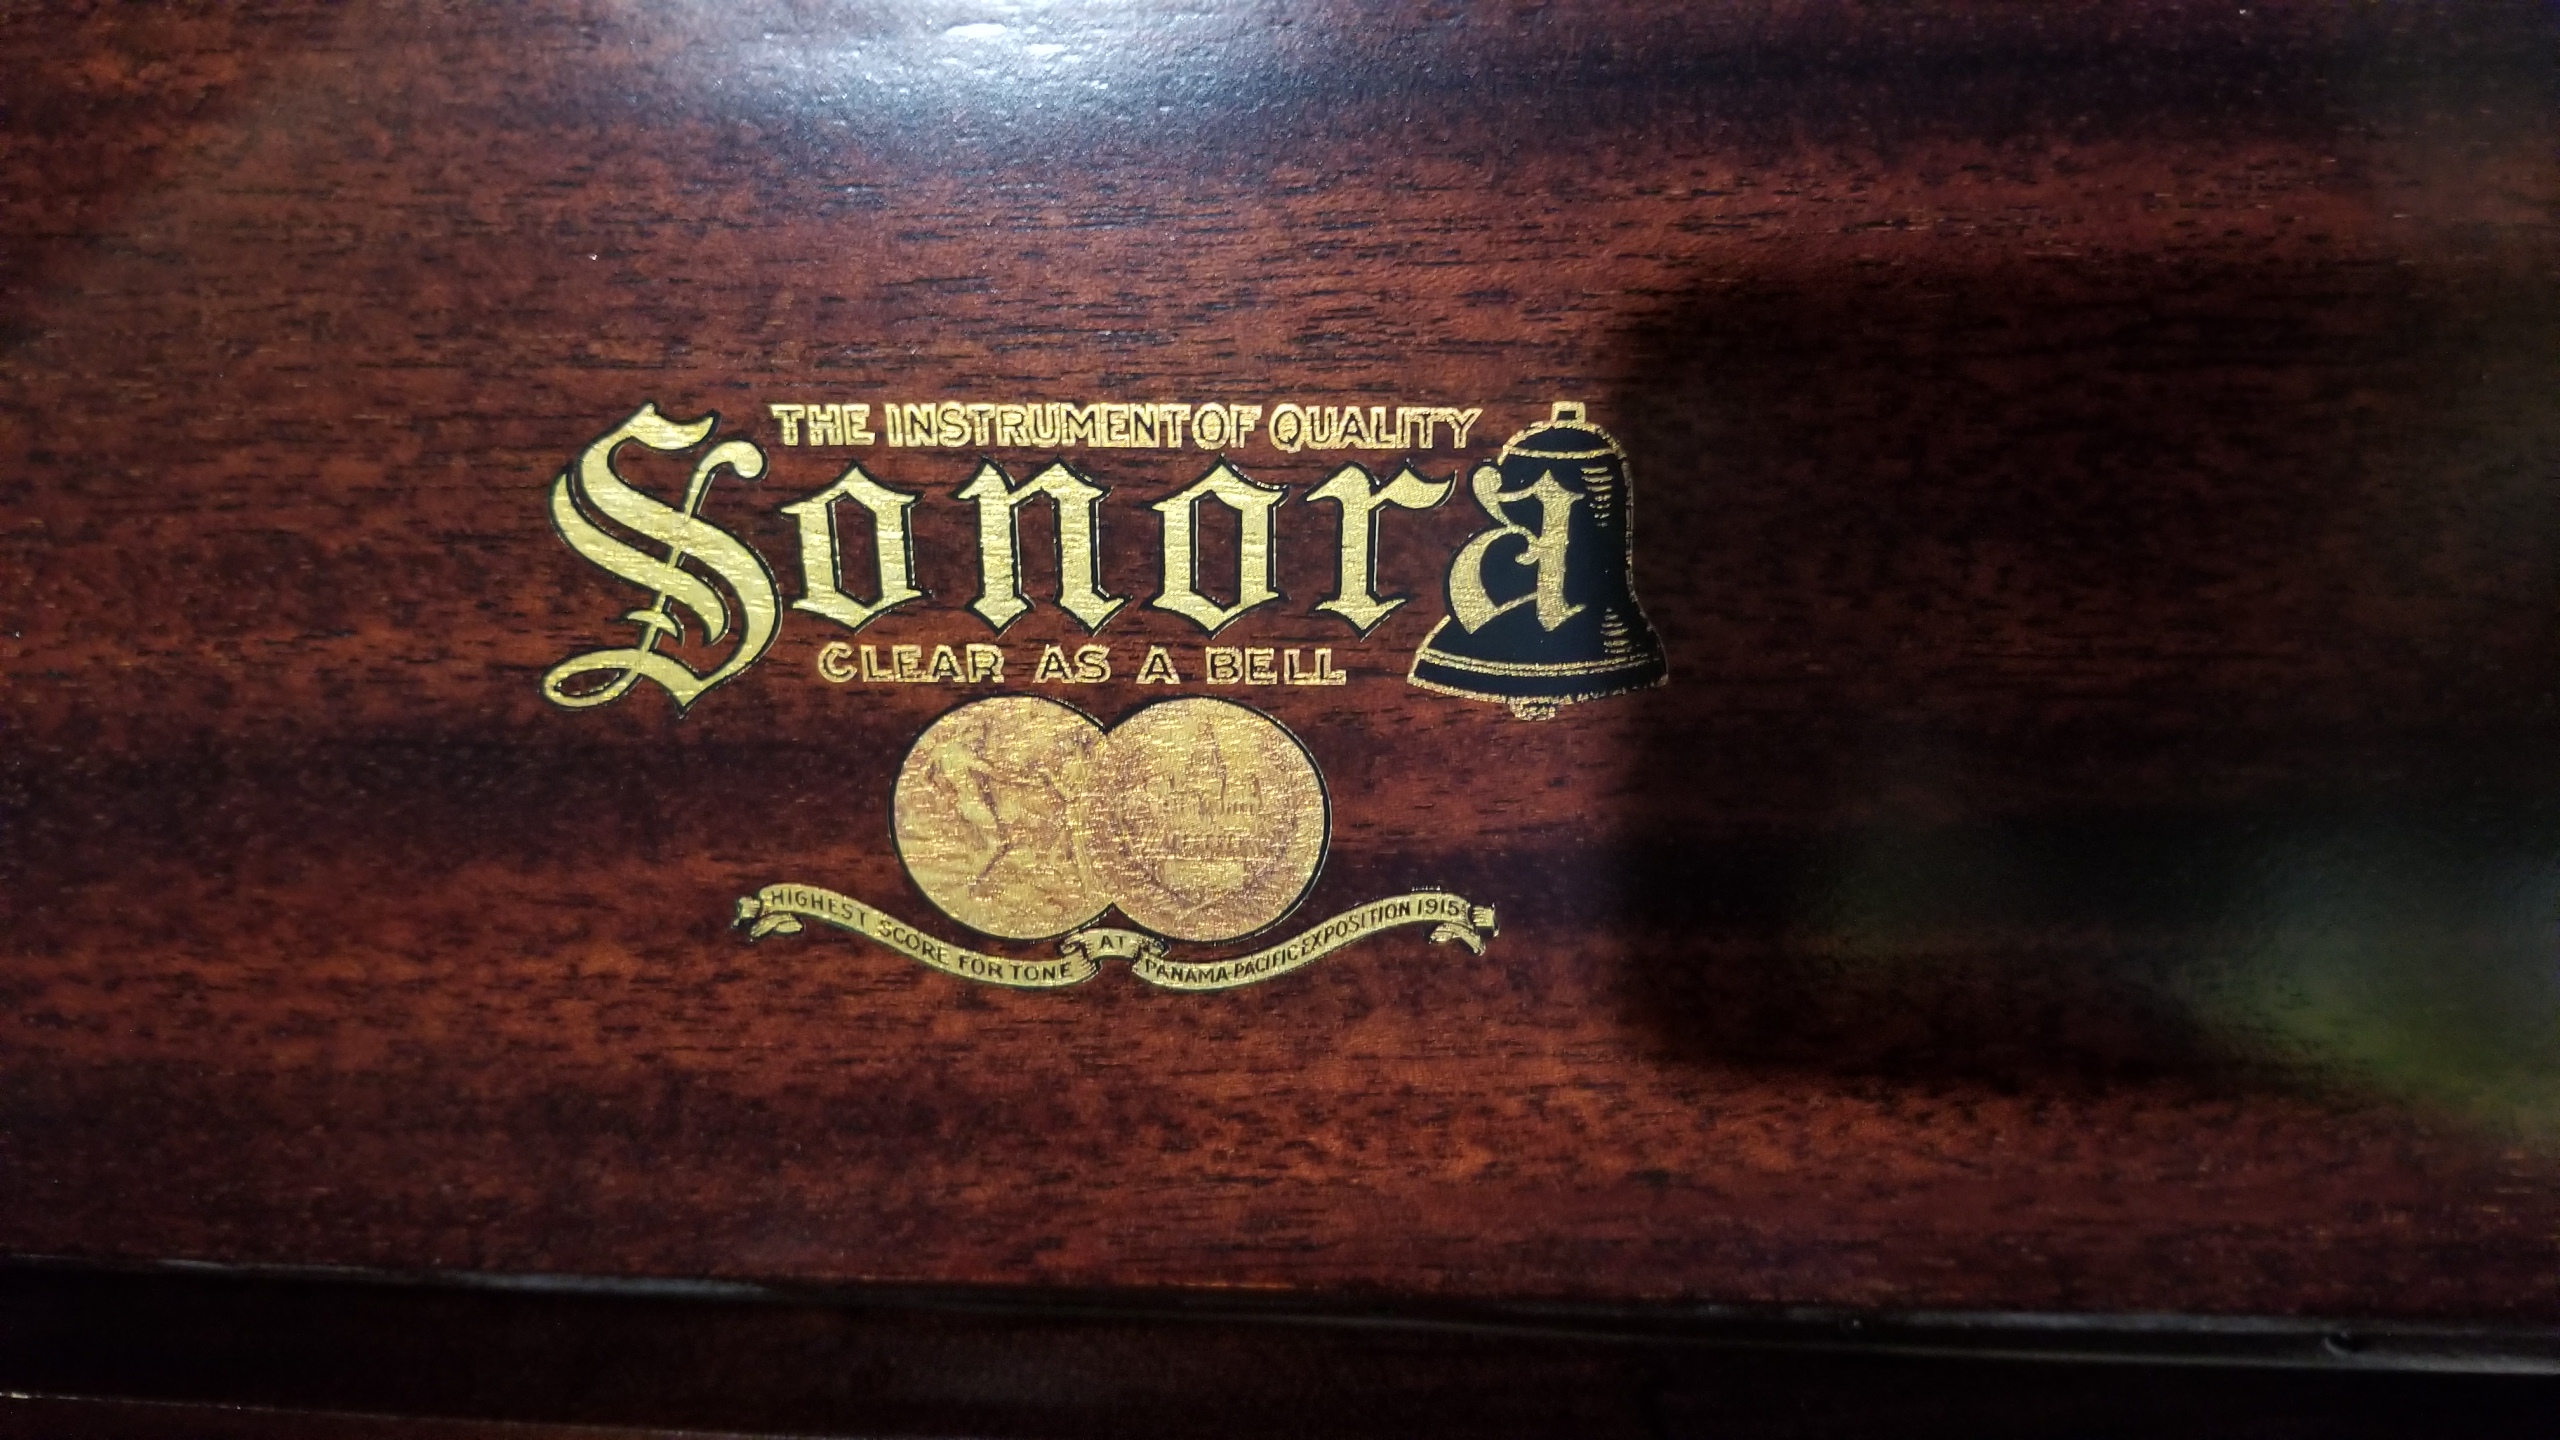 THE INSTRUMENT OF QUALITY
Sonora
CLEAR AS A BELL
HIGHEST SCORE FOR TONE AT PANAMA-PACIFIC EXPOSITION 1915